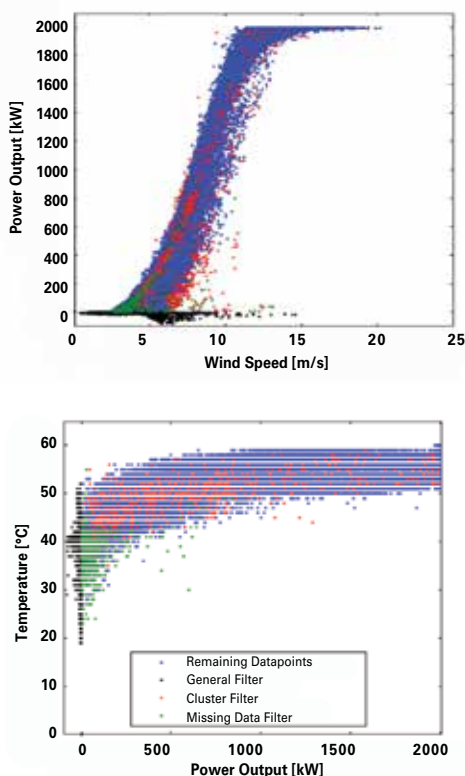 Power Output [kW]
2000
1800
1600
1400
1200
1000
800
600
400
200
0
0 5 10 15 20 25
Wind Speed [m/s]
Temperature [°C]
60
50
40
30
20
10
0
Remaining Datapoints
General Filter
Cluster Filter
Missing Data Filter
0 500 1000 1500 2000
Power Output [kW]